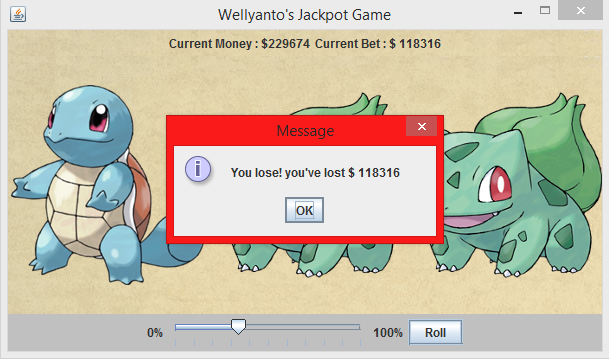 Wellyanto's Jackpot Game
Current Money : $229674 Current Bet : $ 118316
Message
You lose! you've lost $ 118316
OK
0% 100% Roll